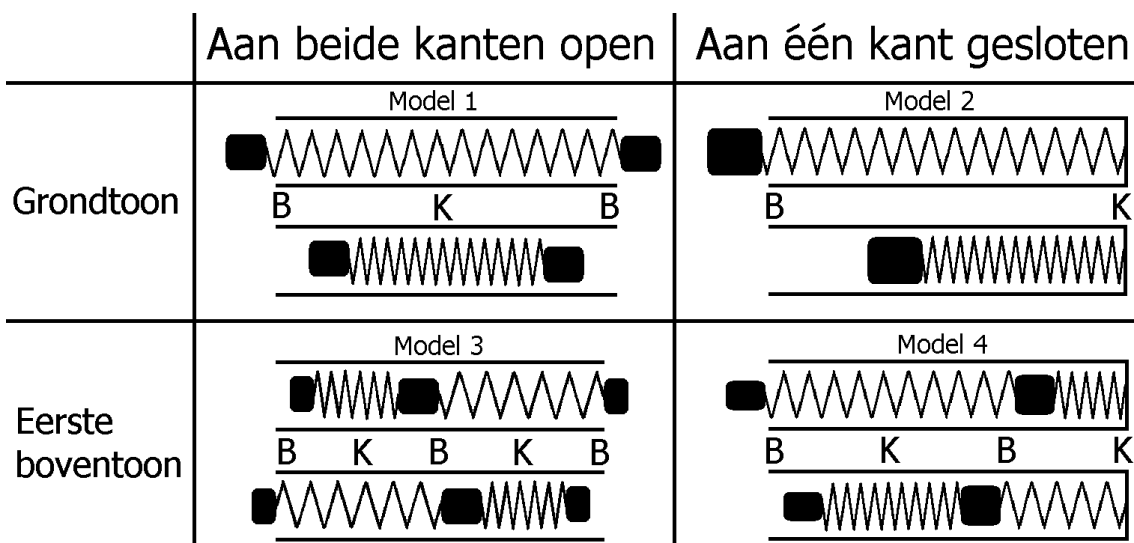 Aan beide kanten open
Aan één kant gesloten
Grondtoon
Model 1
B K B
Model 2
B K
Eerste
boventoon
Model 3
B K B K B
Model 4
B K B K